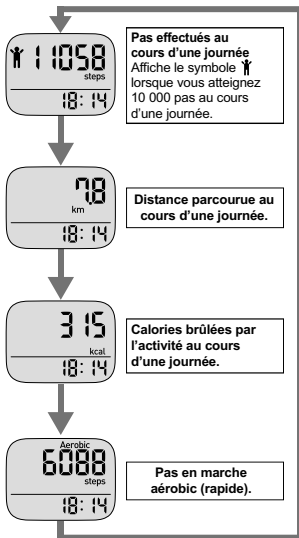 11058
steps
18:14
Pas effectués au
cours d'une journée
Affiche le symbole
lorsque vous atteignez
10 000 pas au cours
d'une journée.
7.8
km
18:14
Distance parcourue au
cours d'une journée.
315
kcal
18:14
Calories brûlées par
l'activité au cours
d'une journée.
Aerobic
6088
steps
18:14
Pas en marche
aérobic (rapide).